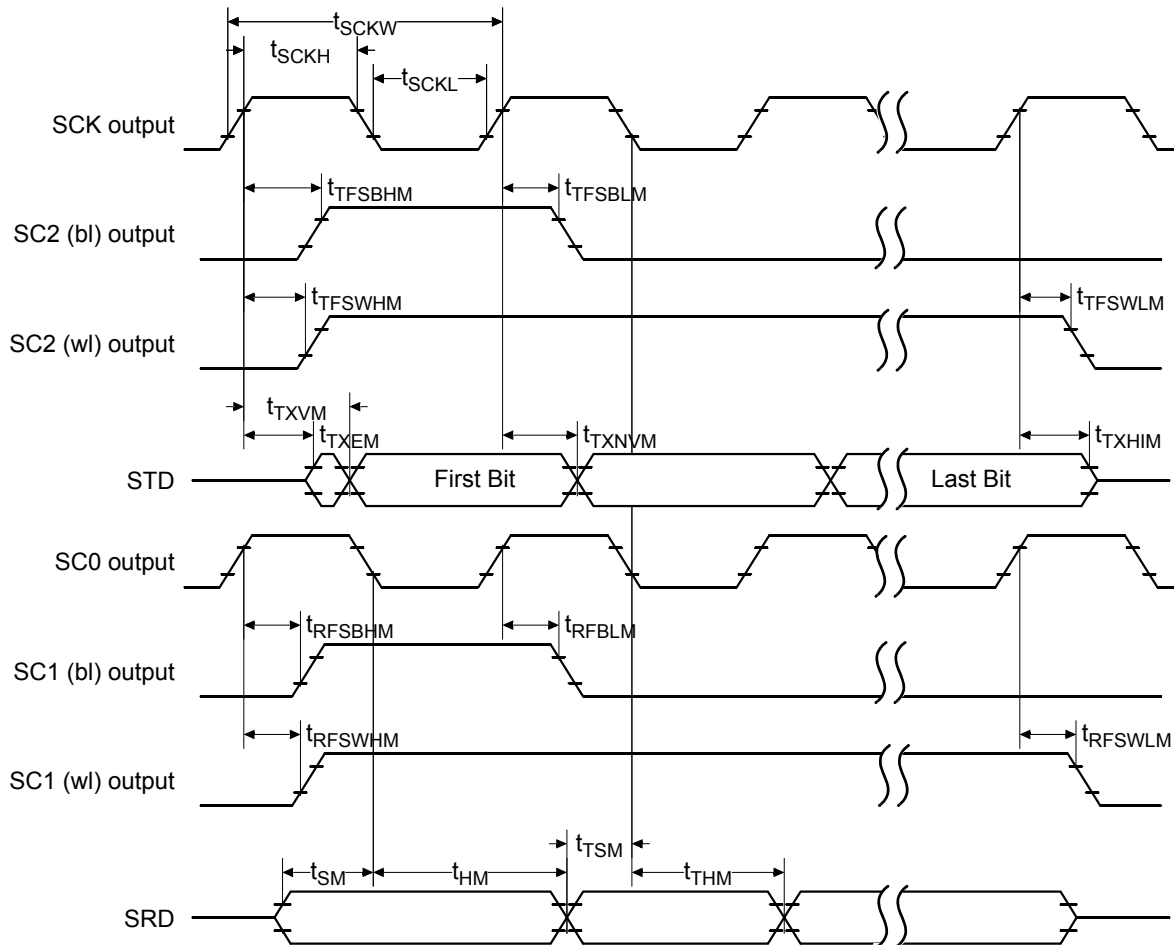 tSCKW
tSCKH
tSCKL
SCK output
tTFSBHM
tTFSBLM
SC2 (bl) output
tTFSWHM
tTFSWLM
SC2 (wl) output
tTXVM
tTXEM
tTXNVM
tTXHIM
STD
First Bit
Last Bit
SC0 output
tRFSBHM
tRFBLM
SC1 (bl) output
tRFSWHM
tRFSWLM
SC1 (wl) output
tTSM
tSM
tHM
tTHM
SRD